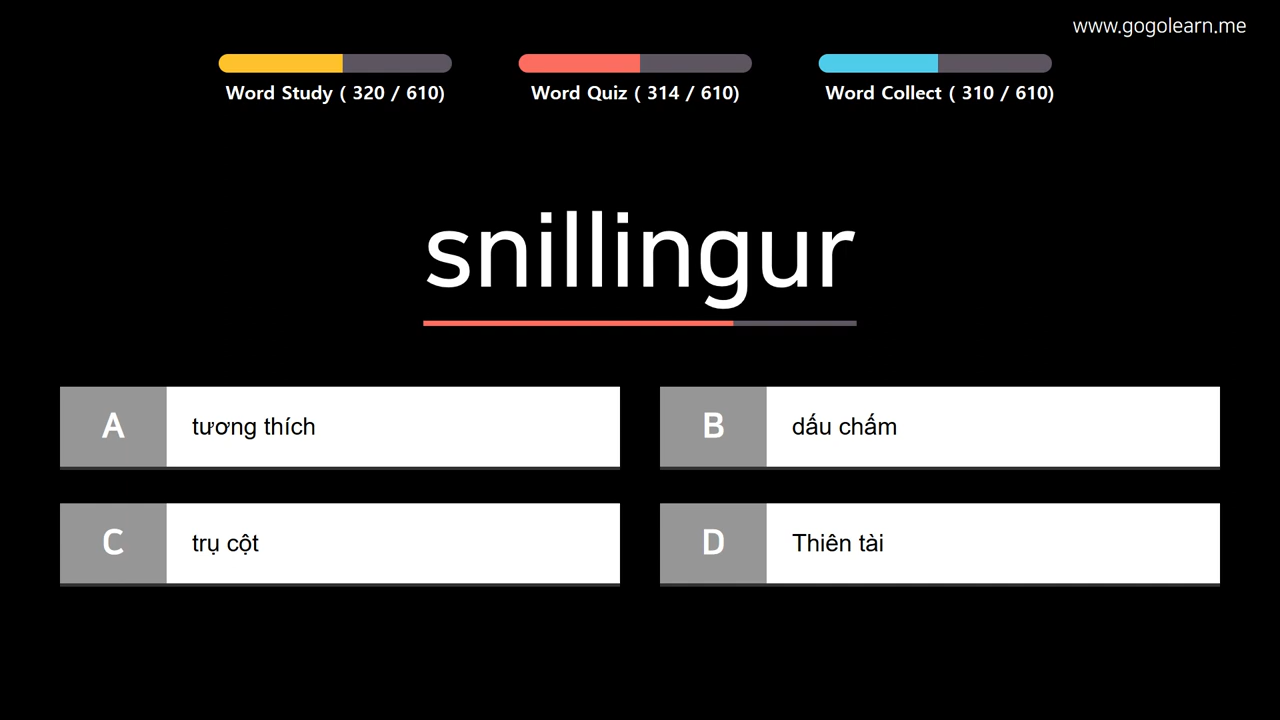 www.gogolearn.me
Word Study ( 320 / 610)
Word Quiz ( 314 / 610)
Word Collect ( 310 / 610)
snillingur
A tương thích
B dấu chấm
C trụ cột
D Thiên tài